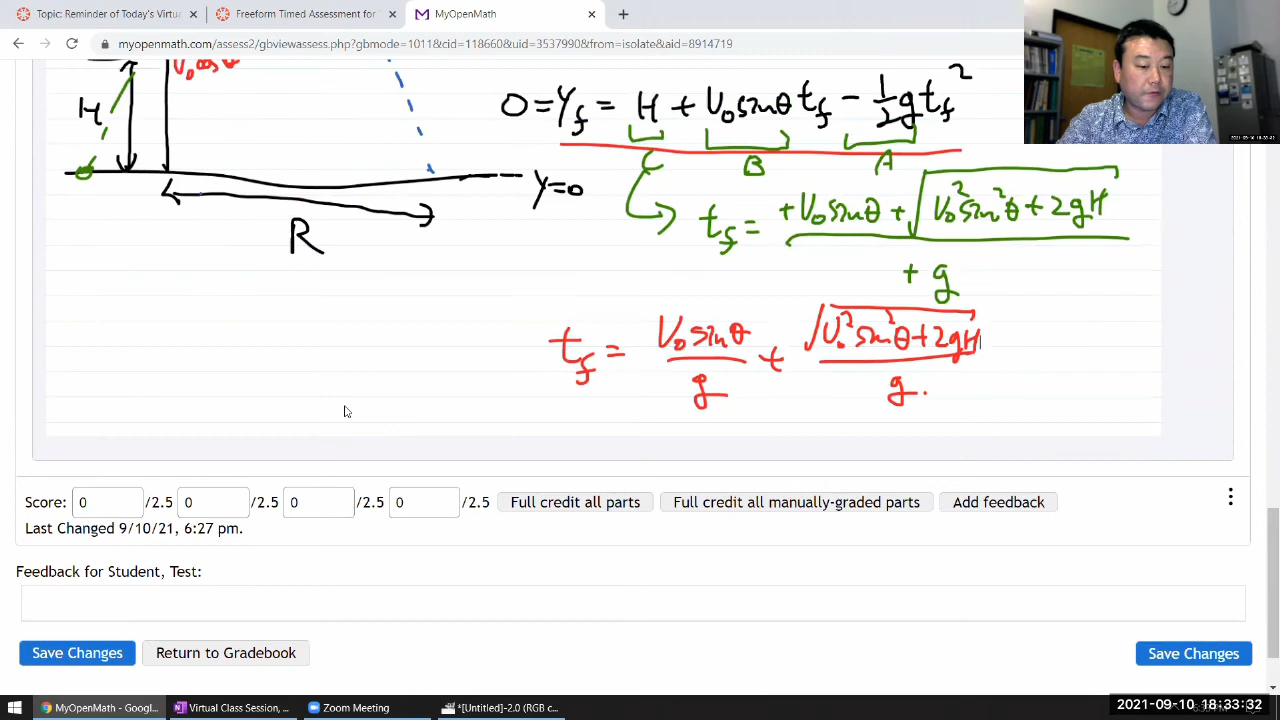 Topic: Reminder of Today's Virtu
Freeform Timed Assessment for
MyOpenMath
myopenmath.com/assess2/gbviewassess.php?gbmode=10118cid=118660&uid=3537990&from=isolate&aid=8914719
V₀cosθ
H
0 = y_f = H + V₀sinθ t_f − ½gt_f²
C B A
y=0
t_f = +V₀sinθ + √(V₀²sin²θ + 2gH)
+ g
R
t_f = V₀sinθ / g + √(V₀²sin²θ + 2gH) / g.
Score: 0 /2.5 0 /2.5 0 /2.5 0 /2.5 Full credit all parts Full credit all manually-graded parts Add feedback
Last Changed 9/10/21, 6:27 pm.
Feedback for Student, Test:
Save Changes Return to Gradebook Save Changes
MyOpenMath - Googl... Virtual Class Session, ... Zoom Meeting *[Untitled]-2.0 (RGB c... 2021-09-10 18:33:32